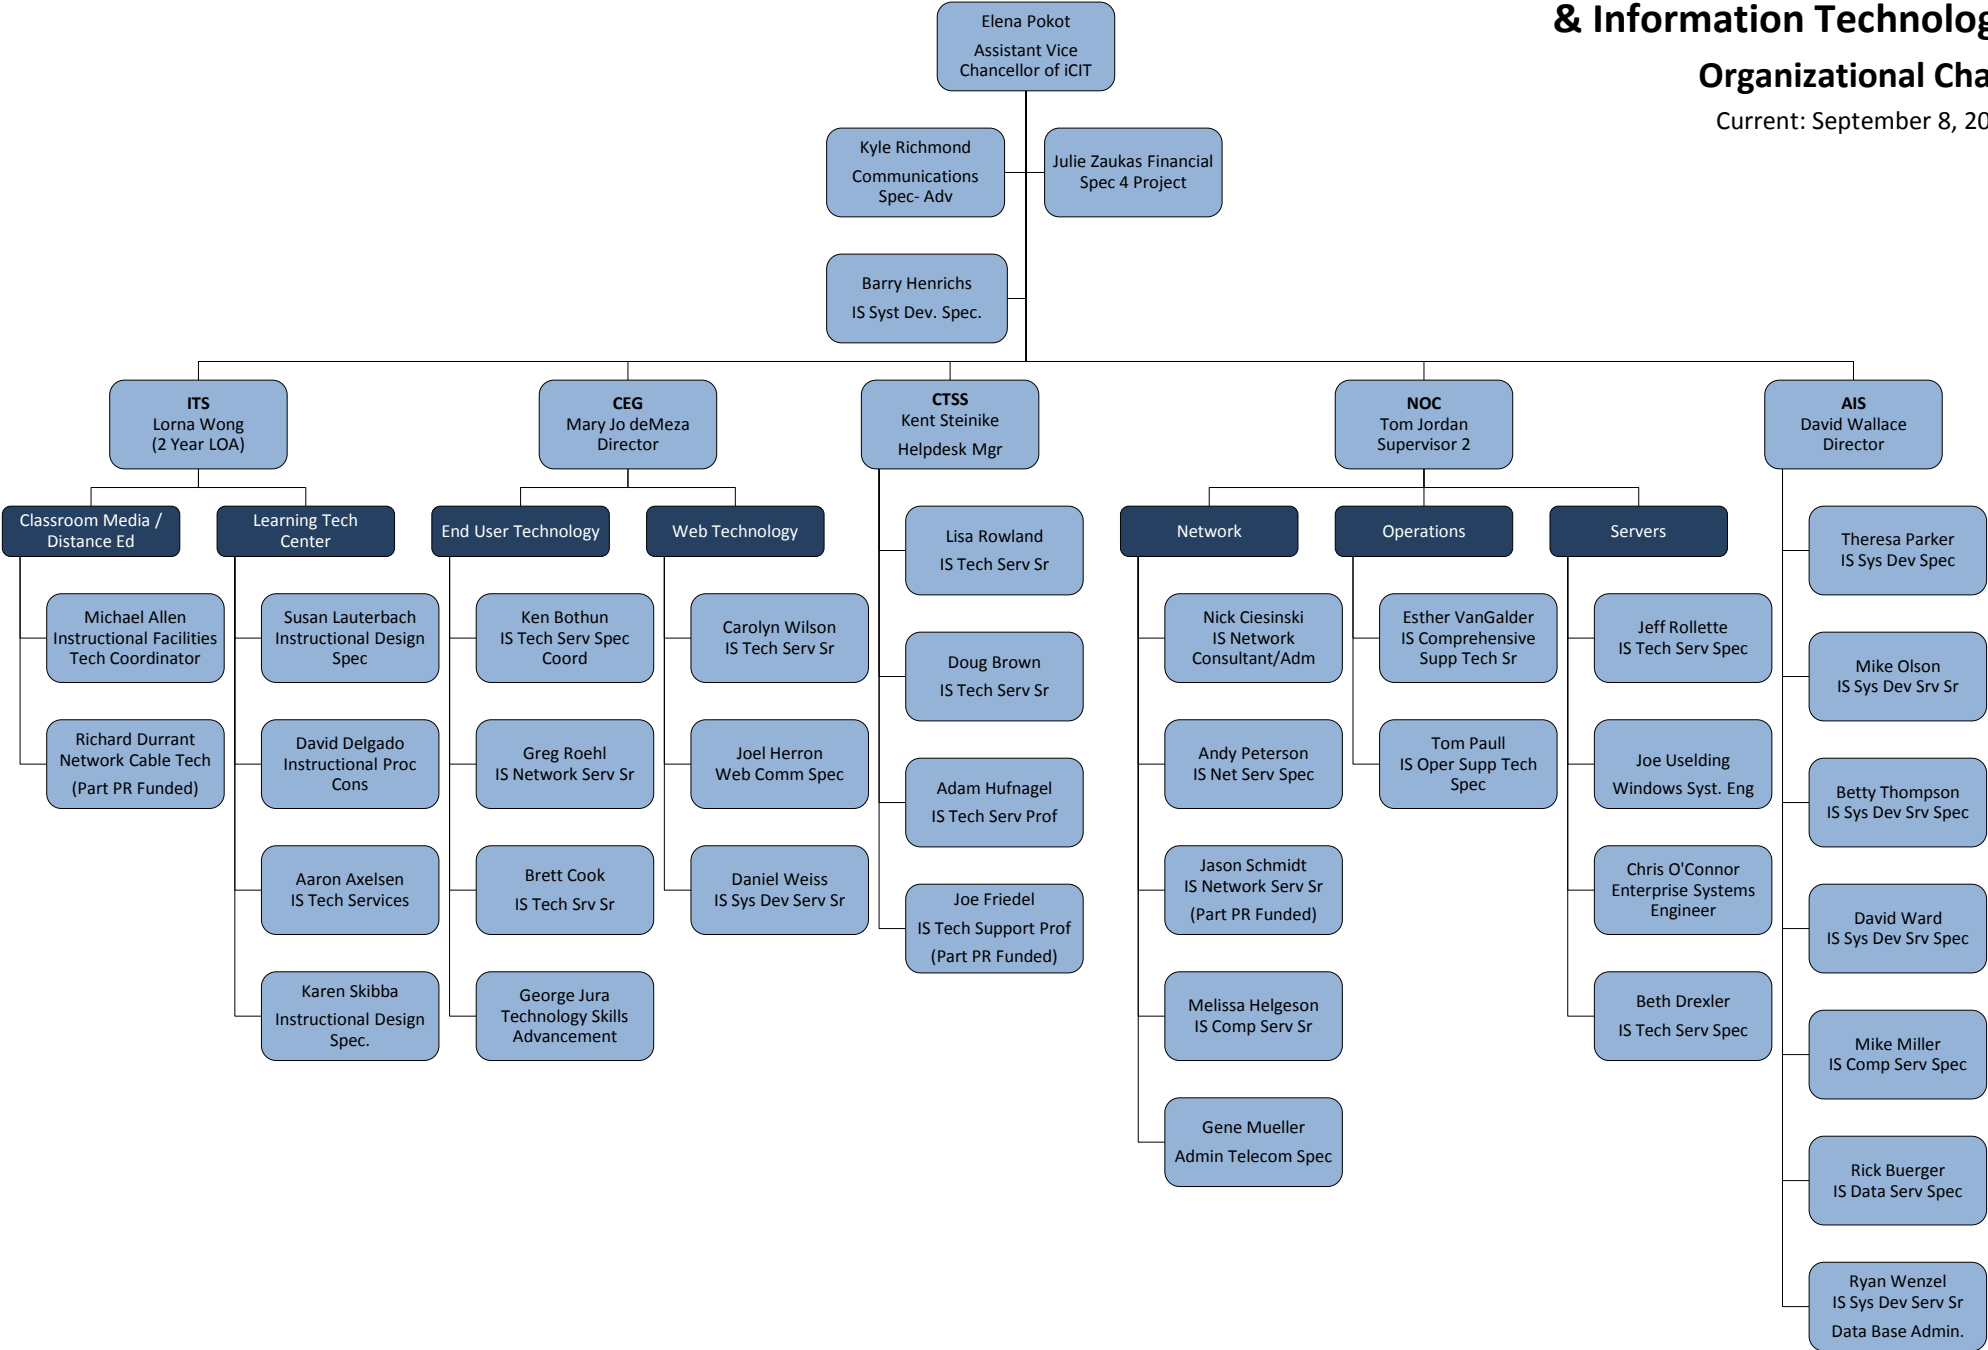 & Information Technolog
Organizational Cha
Current: September 8, 20
Elena Pokot
Assistant Vice
Chancellor of iCIT
Kyle Richmond
Communications
Spec- Adv
Julie Zaukas Financial
Spec 4 Project
Barry Henrichs
IS Syst Dev. Spec.
ITS
Lorna Wong
(2 Year LOA)
CEG
Mary Jo deMeza
Director
CTSS
Kent Steinike
Helpdesk Mgr
NOC
Tom Jordan
Supervisor 2
AIS
David Wallace
Director
Classroom Media /
Distance Ed
Michael Allen
Instructional Facilities
Tech Coordinator
Richard Durrant
Network Cable Tech
(Part PR Funded)
Learning Tech
Center
Susan Lauterbach
Instructional Design
Spec
David Delgado
Instructional Proc
Cons
Aaron Axelsen
IS Tech Services
Karen Skibba
Instructional Design
Spec.
End User Technology
Ken Bothun
IS Tech Serv Spec
Coord
Greg Roehl
IS Network Serv Sr
Brett Cook
IS Tech Srv Sr
George Jura
Technology Skills
Advancement
Web Technology
Carolyn Wilson
IS Tech Serv Sr
Joel Herron
Web Comm Spec
Daniel Weiss
IS Sys Dev Serv Sr
Lisa Rowland
IS Tech Serv Sr
Doug Brown
IS Tech Serv Sr
Adam Hufnagel
IS Tech Serv Prof
Joe Friedel
IS Tech Support Prof
(Part PR Funded)
Network
Nick Ciesinski
IS Network
Consultant/Adm
Andy Peterson
IS Net Serv Spec
Jason Schmidt
IS Network Serv Sr
(Part PR Funded)
Melissa Helgeson
IS Comp Serv Sr
Gene Mueller
Admin Telecom Spec
Operations
Esther VanGalder
IS Comprehensive
Supp Tech Sr
Tom Paull
IS Oper Supp Tech
Spec
Servers
Jeff Rollette
IS Tech Serv Spec
Joe Uselding
Windows Syst. Eng
Chris O'Connor
Enterprise Systems
Engineer
Beth Drexler
IS Tech Serv Spec
Theresa Parker
IS Sys Dev Spec
Mike Olson
IS Sys Dev Srv Sr
Betty Thompson
IS Sys Dev Srv Spec
David Ward
IS Sys Dev Srv Spec
Mike Miller
IS Comp Serv Spec
Rick Buerger
IS Data Serv Spec
Ryan Wenzel
IS Sys Dev Serv Sr
Data Base Admin.